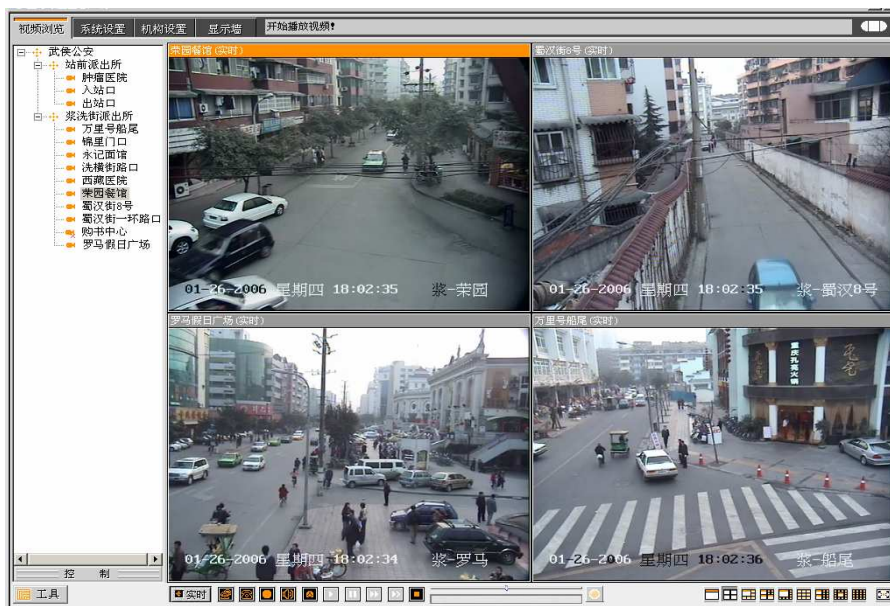 视频浏览 系统设置 机构设置 显示墙 开始播放视频!
武侯公安
站前派出所
肿瘤医院
入站口
出站口
浆洗街派出所
万里号船尾
锦里门口
永记面馆
洗横街路口
西藏医院
荣园餐馆
蜀汉街8号
蜀汉街一环路口
购书中心
罗马假日广场
控 制
工具
荣园餐馆(实时)
01-26-2006 星期四 18:02:35 浆-荣园
蜀汉街8号(实时)
01-26-2006 星期四 18:02:35 浆-蜀汉8号
罗马假日广场(实时)
01-26-2006 星期四 18:02:34 浆-罗马
万里号船尾(实时)
重庆孔亮火锅
01-26-2006 星期四 18:02:36 浆-船尾
实时